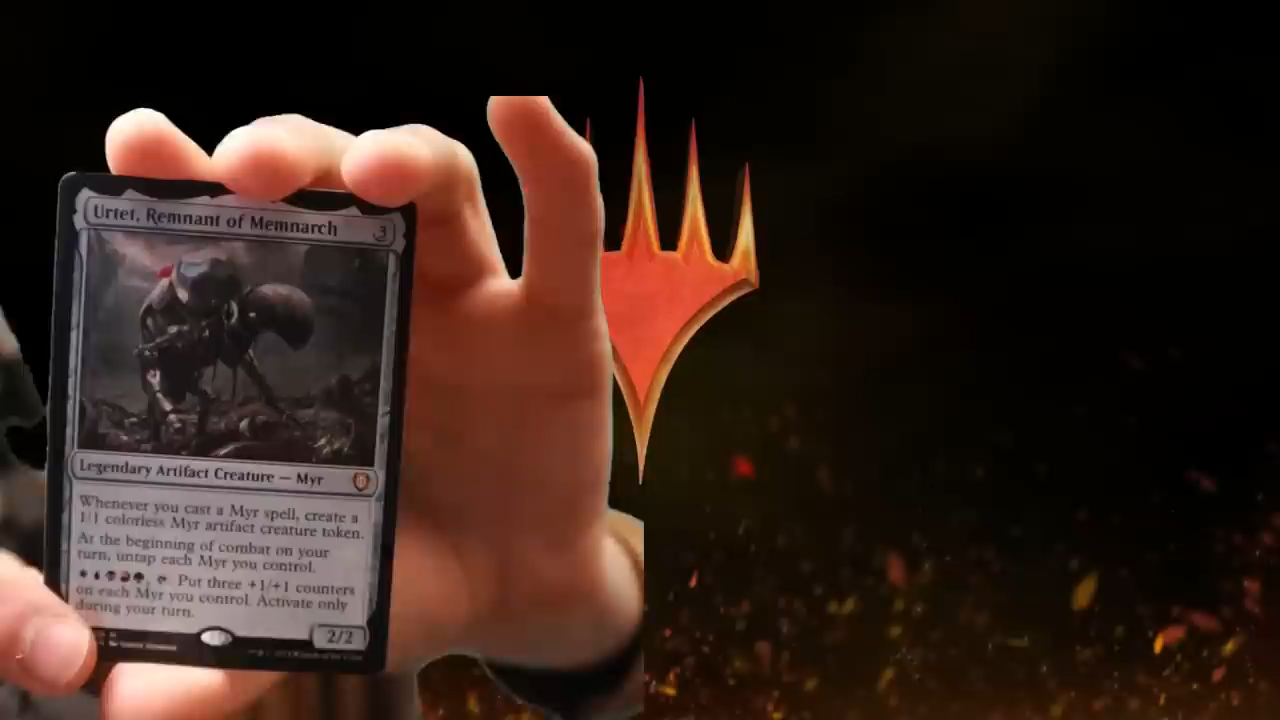 Urtet, Remnant of Memnarch 3
Legendary Artifact Creature — Myr
Whenever you cast a Myr spell, create a
1/1 colorless Myr artifact creature token.
At the beginning of combat on your
turn, untap each Myr you control.
Put three +1/+1 counters
on each Myr you control. Activate only
during your turn.
2/2